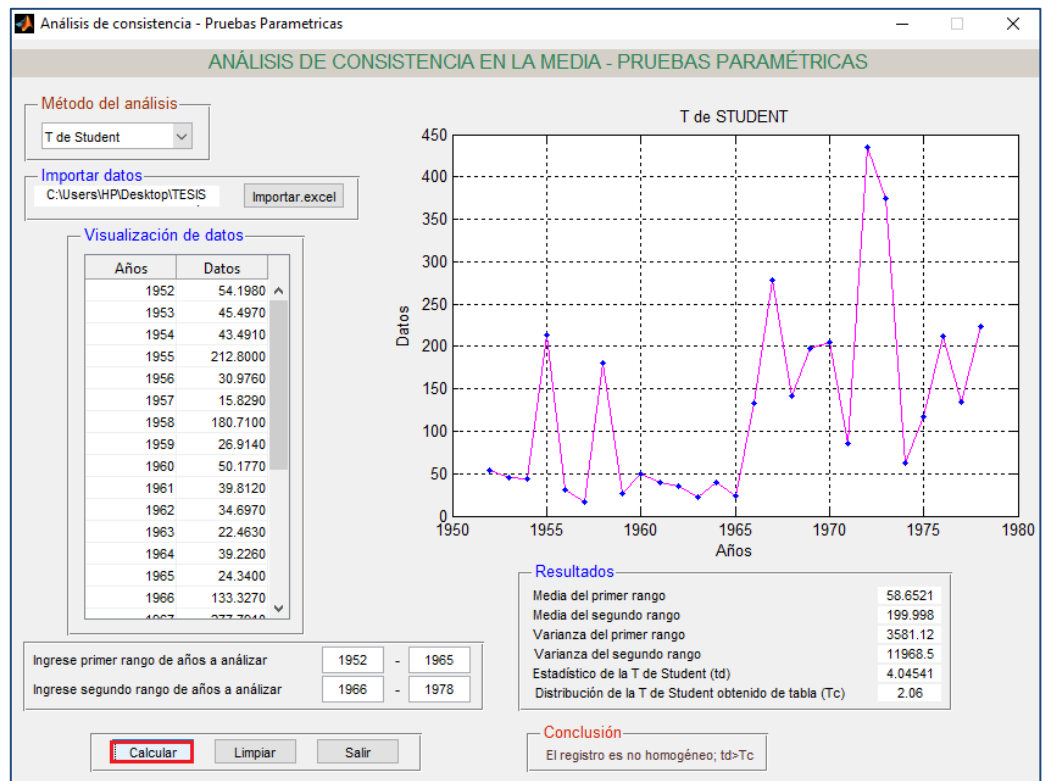 Análisis de consistencia - Pruebas Parametricas
ANÁLISIS DE CONSISTENCIA EN LA MEDIA - PRUEBAS PARAMÉTRICAS
Método del análisis
T de Student
Importar datos
C:\Users\HP\Desktop\TESIS
Importar.excel
Visualización de datos
Años Datos
1952 54.1980
1953 45.4970
1954 43.4910
1955 212.8000
1956 30.9760
1957 15.8290
1958 180.7100
1959 26.9140
1960 50.1770
1961 39.8120
1962 34.6970
1963 22.4630
1964 39.2260
1965 24.3400
1966 133.3270
Ingrese primer rango de años a análizar 1952 - 1965
Ingrese segundo rango de años a análizar 1966 - 1978
Calcular Limpiar Salir
T de STUDENT
450
400
350
300
250
200
150
100
50
0
Datos
1950 1955 1960 1965 1970 1975 1980
Años
Resultados
Media del primer rango 58.6521
Media del segundo rango 199.998
Varianza del primer rango 3581.12
Varianza del segundo rango 11968.5
Estadístico de la T de Student (td) 4.04541
Distribución de la T de Student obtenido de tabla (Tc) 2.06
Conclusión
El registro es no homogéneo; td>Tc